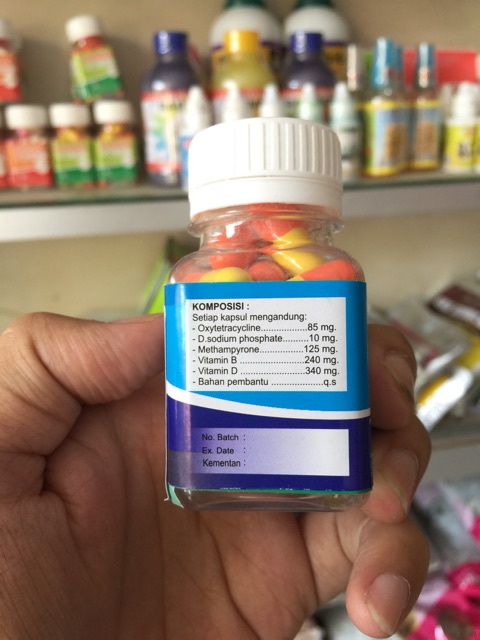 KOMPOSISI :
Setiap kapsul mengandung:
- Oxytetracycline..................85 mg.
- D.sodium phosphate..........10 mg.
- Methampyrone.................125 mg.
- Vitamin B .........................240 mg.
- Vitamin D .........................340 mg.
- Bahan pembantu ....................q.s
No. Batch :
Ex. Date :
Kementan :